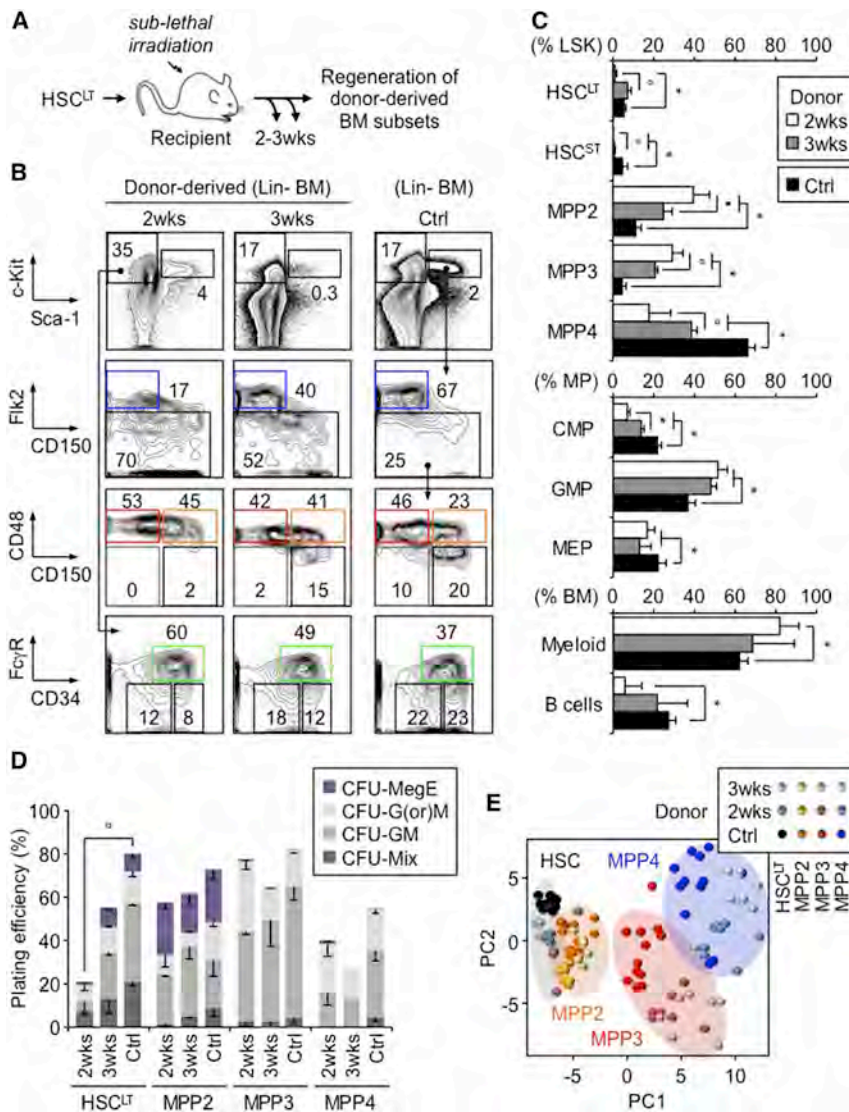 A
sub-lethal
irradiation
HSCLT
Recipient
2-3wks
Regeneration of
donor-derived
BM subsets
B
Donor-derived (Lin- BM)
(Lin- BM)
2wks
3wks
Ctrl
c-Kit
Sca-1
35
4
17
0.3
17
2
Flk2
CD150
17
70
40
52
67
25
CD48
CD150
53
45
0
2
42
41
2
15
46
23
10
20
FcγR
CD34
60
12
8
49
18
12
37
22
23
C
(% LSK)
0 20 40 60 80 100
HSCLT
HSCST
MPP2
MPP3
MPP4
Donor
2wks
3wks
Ctrl
(% MP)
0 20 40 60 80 100
CMP
GMP
MEP
(% BM)
0 20 40 60 80 100
Myeloid
B cells
D
Plating efficiency (%)
100
80
60
40
20
0
CFU-MegE
CFU-G(or)M
CFU-GM
CFU-Mix
2wks 3wks Ctrl 2wks 3wks Ctrl 2wks 3wks Ctrl 2wks 3wks Ctrl
HSCLT MPP2 MPP3 MPP4
E
3wks
Donor 2wks
Ctrl
HSCLT
MPP2
MPP3
MPP4
HSC
MPP4
MPP2
MPP3
PC2
5
0
-5
-5 0 5 10
PC1